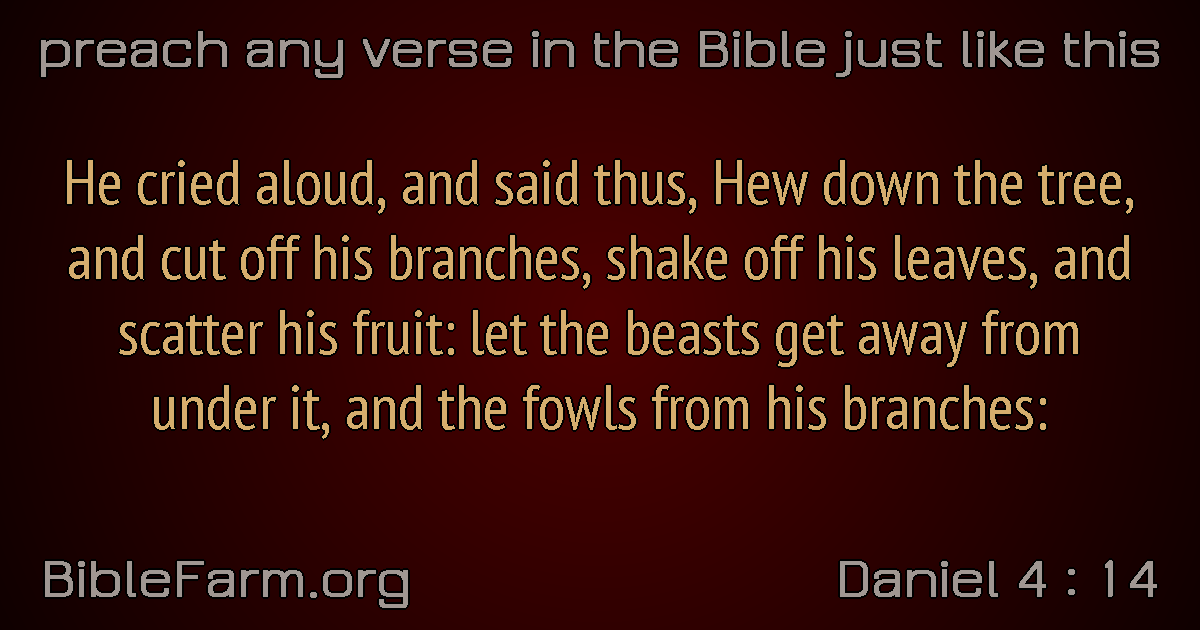 preach any verse in the Bible just like this
He cried aloud, and said thus, Hew down the tree,
and cut off his branches, shake off his leaves, and
scatter his fruit: let the beasts get away from
under it, and the fowls from his branches:
BibleFarm.org
Daniel 4 : 14